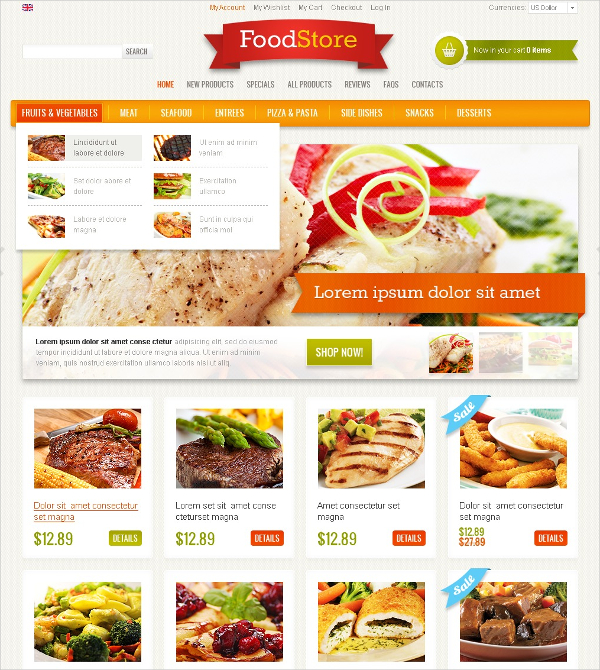 My Account My Wishlist My Cart Checkout Log In
Currencies: US Dollar
SEARCH
FoodStore
Now in your cart 0 items
HOME NEW PRODUCTS SPECIALS ALL PRODUCTS REVIEWS FAQS CONTACTS
FRUITS & VEGETABLES MEAT SEAFOOD ENTREES PIZZA & PASTA SIDE DISHES SNACKS DESSERTS
Lincididunt ut
labore et dolore
Ut enim ad minim
veniam
Set dolor abore et
dolore
Exercitation
ullamco
Labore et dolore
magna
Sunt in culpa qui
officia mol
Lorem ipsum dolor sit amet
Lorem ipsum dolor sit amet conse ctetur adipisicing elit, sed do eiusmod
tempor incididunt ut labore et dolore magna aliqua. Ut enim ad minim
veniam, quis nostrud exercitation ullamco laboris nisi ut aliq.
SHOP NOW!
Dolor sit amet consectetur
set magna
$12.89
DETAILS
Lorem set sit amet conse
cteturset magna
$12.89
DETAILS
Amet consectetur set
magna
$12.89
DETAILS
Sale
Dolor sit amet consectetur
set magna
$12.89
$27.89
DETAILS
Sale